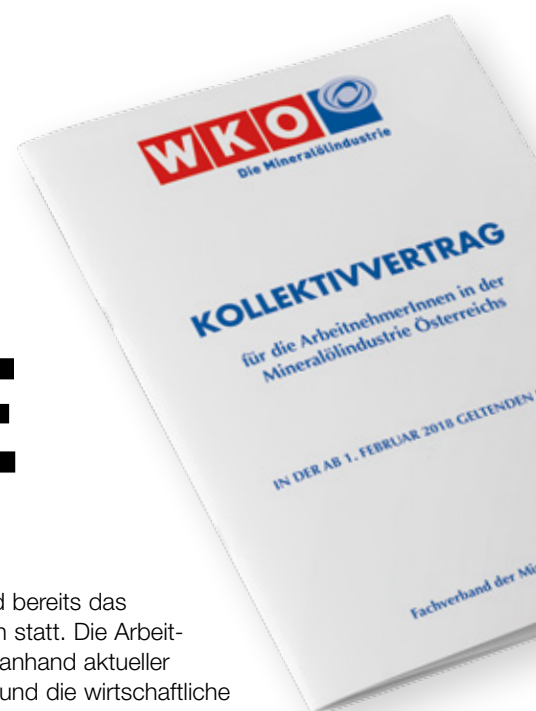 WKO
Die Mineralölindustrie
KOLLEKTIVVERTRAG
für die ArbeitnehmerInnen in der
Mineralölindustrie Österreichs
IN DER AB 1. FEBRUAR 2018 GELTENDEN
Fachverband der
bereits das
statt. Die Arbeit-
anhand aktueller
und die wirtschaftliche